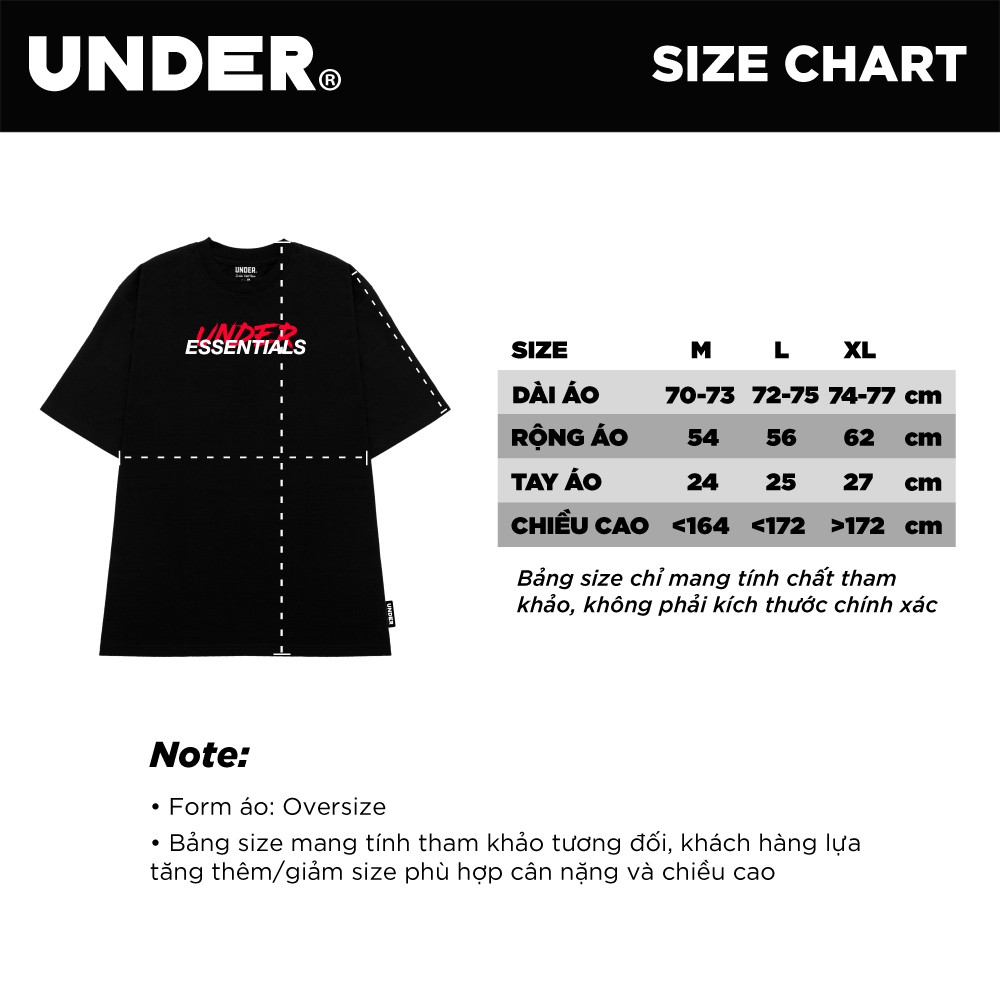 UNDER®
SIZE CHART
UNDER.
UNDER
ESSENTIALS
UNDER
SIZE M L XL
DÀI ÁO 70-73 72-75 74-77 cm
RỘNG ÁO 54 56 62 cm
TAY ÁO 24 25 27 cm
CHIỀU CAO <164 <172 >172 cm
Bảng size chỉ mang tính chất tham
khảo, không phải kích thước chính xác
Note:
• Form áo: Oversize
• Bảng size mang tính tham khảo tương đối, khách hàng lựa
tăng thêm/giảm size phù hợp cân nặng và chiều cao